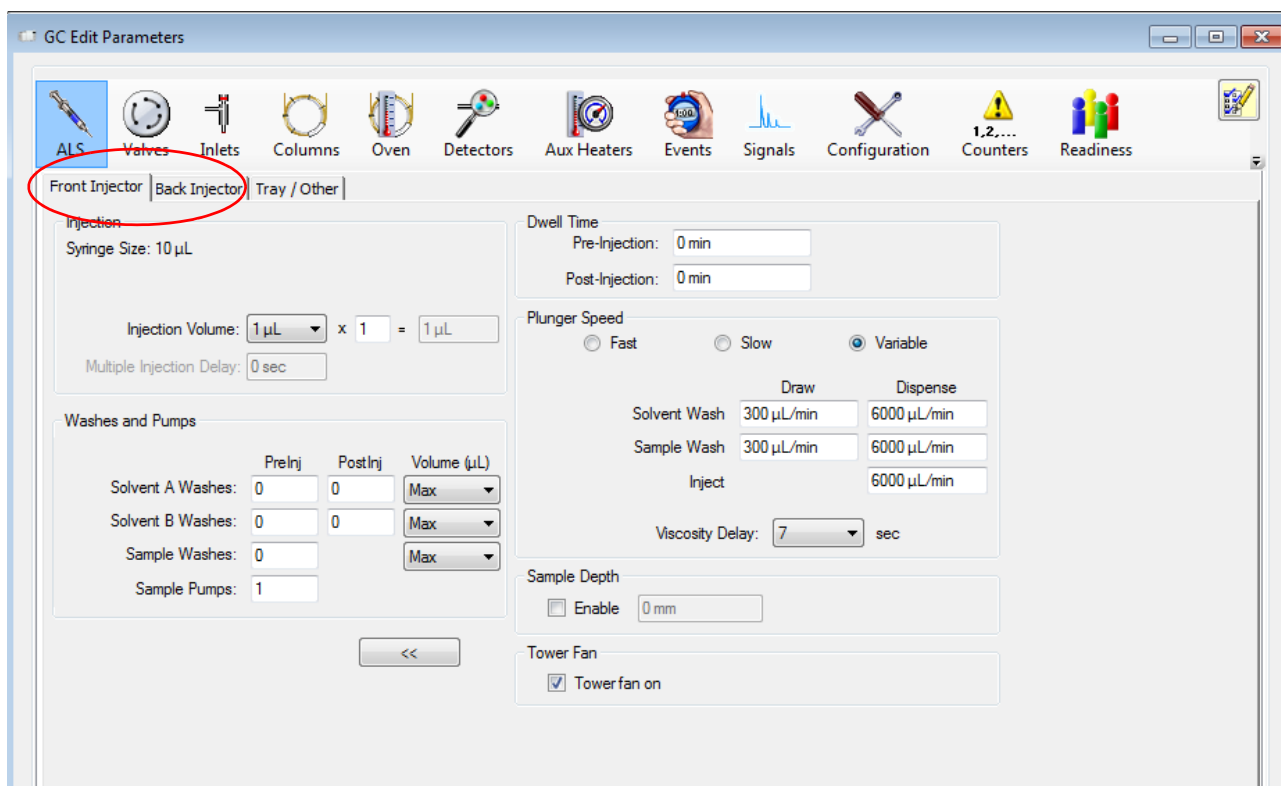 GC Edit Parameters
1:00
1,2,...
ALS Valves Inlets Columns Oven Detectors Aux Heaters Events Signals Configuration Counters Readiness
Front Injector Back Injector Tray / Other
Injection
Syringe Size: 10 µL
Injection Volume: 1 µL x 1 = 1 µL
Multiple Injection Delay: 0 sec
Washes and Pumps
PreInj PostInj Volume (µL)
Solvent A Washes: 0 0 Max
Solvent B Washes: 0 0 Max
Sample Washes: 0 Max
Sample Pumps: 1
<<
Dwell Time
Pre-Injection: 0 min
Post-Injection: 0 min
Plunger Speed
Fast Slow Variable
Draw Dispense
Solvent Wash 300 µL/min 6000 µL/min
Sample Wash 300 µL/min 6000 µL/min
Inject 6000 µL/min
Viscosity Delay: 7 sec
Sample Depth
Enable 0 mm
Tower Fan
Tower fan on